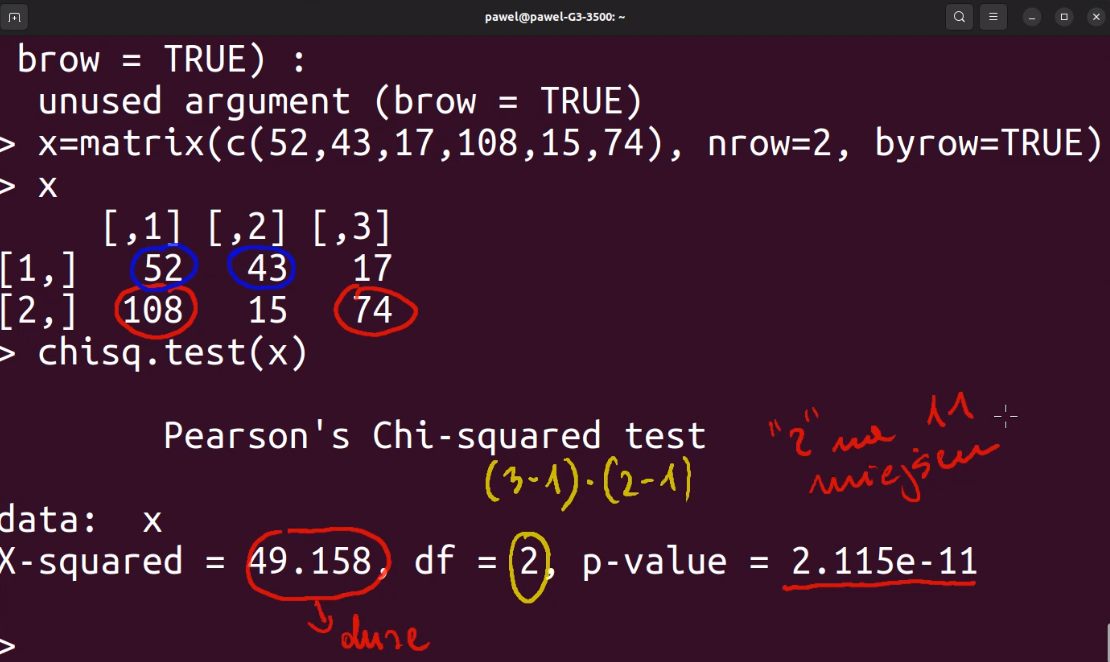 pawel@pawel-G3-3500: ~
brow = TRUE) :
unused argument (brow = TRUE)
> x=matrix(c(52,43,17,108,15,74), nrow=2, byrow=TRUE)
> x
[,1] [,2] [,3]
[1,] 52 43 17
[2,] 108 15 74
> chisq.test(x)
Pearson's Chi-squared test
"2" na 11
miejscu
(3-1)·(2-1)
data: x
X-squared = 49.158, df = 2, p-value = 2.115e-11
duże
>